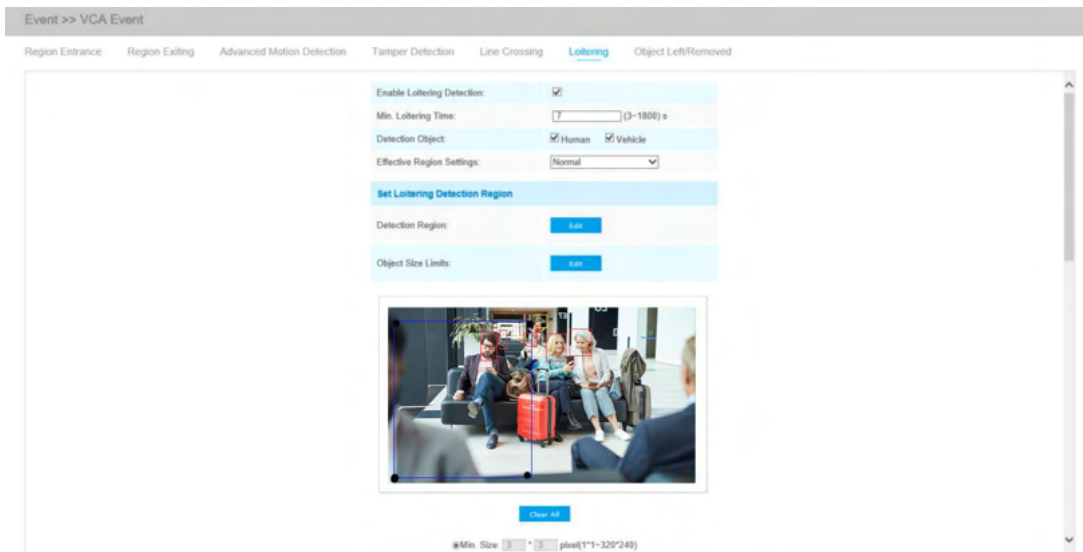 Event >> VCA Event
Region Entrance Region Exiting Advanced Motion Detection Tamper Detection Line Crossing Loitering Object Left/Removed
Enable Loitering Detection:
Min. Loitering Time: 7 (3~1800) s
Detection Object: Human Vehicle
Effective Region Settings: Normal
Set Loitering Detection Region
Detection Region: Edit
Object Size Limits: Edit
Clear All
Min. Size: 3 * 3 pixel(1*1~320*240)